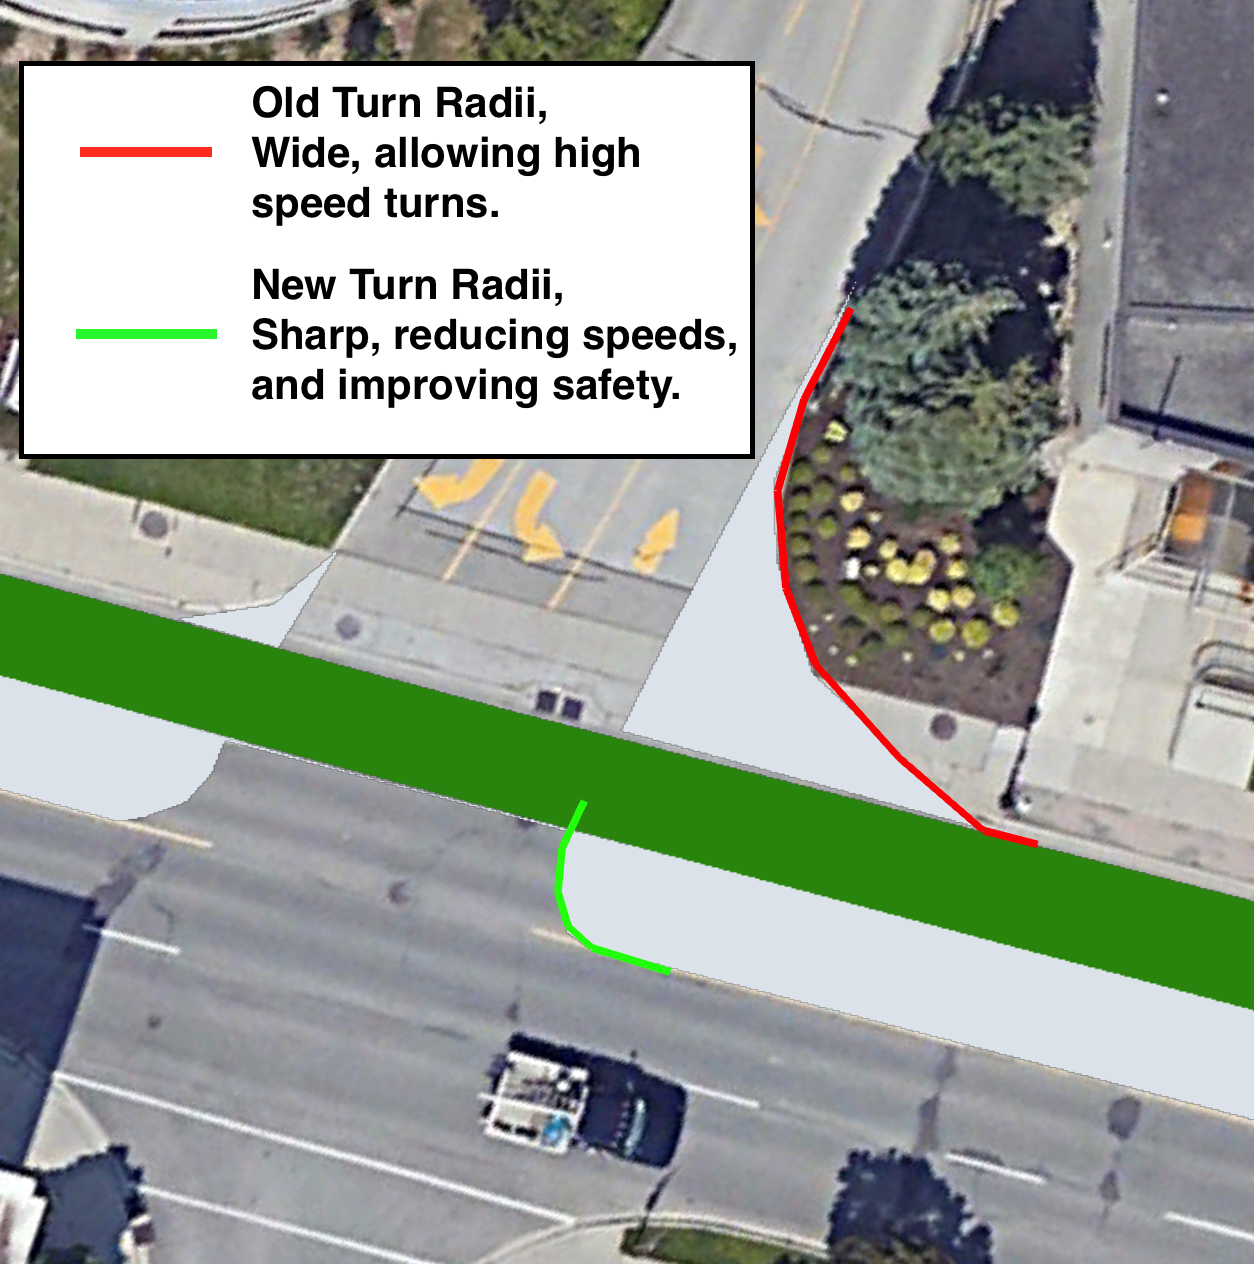 Old Turn Radii,
Wide, allowing high
speed turns.
New Turn Radii,
Sharp, reducing speeds,
and improving safety.